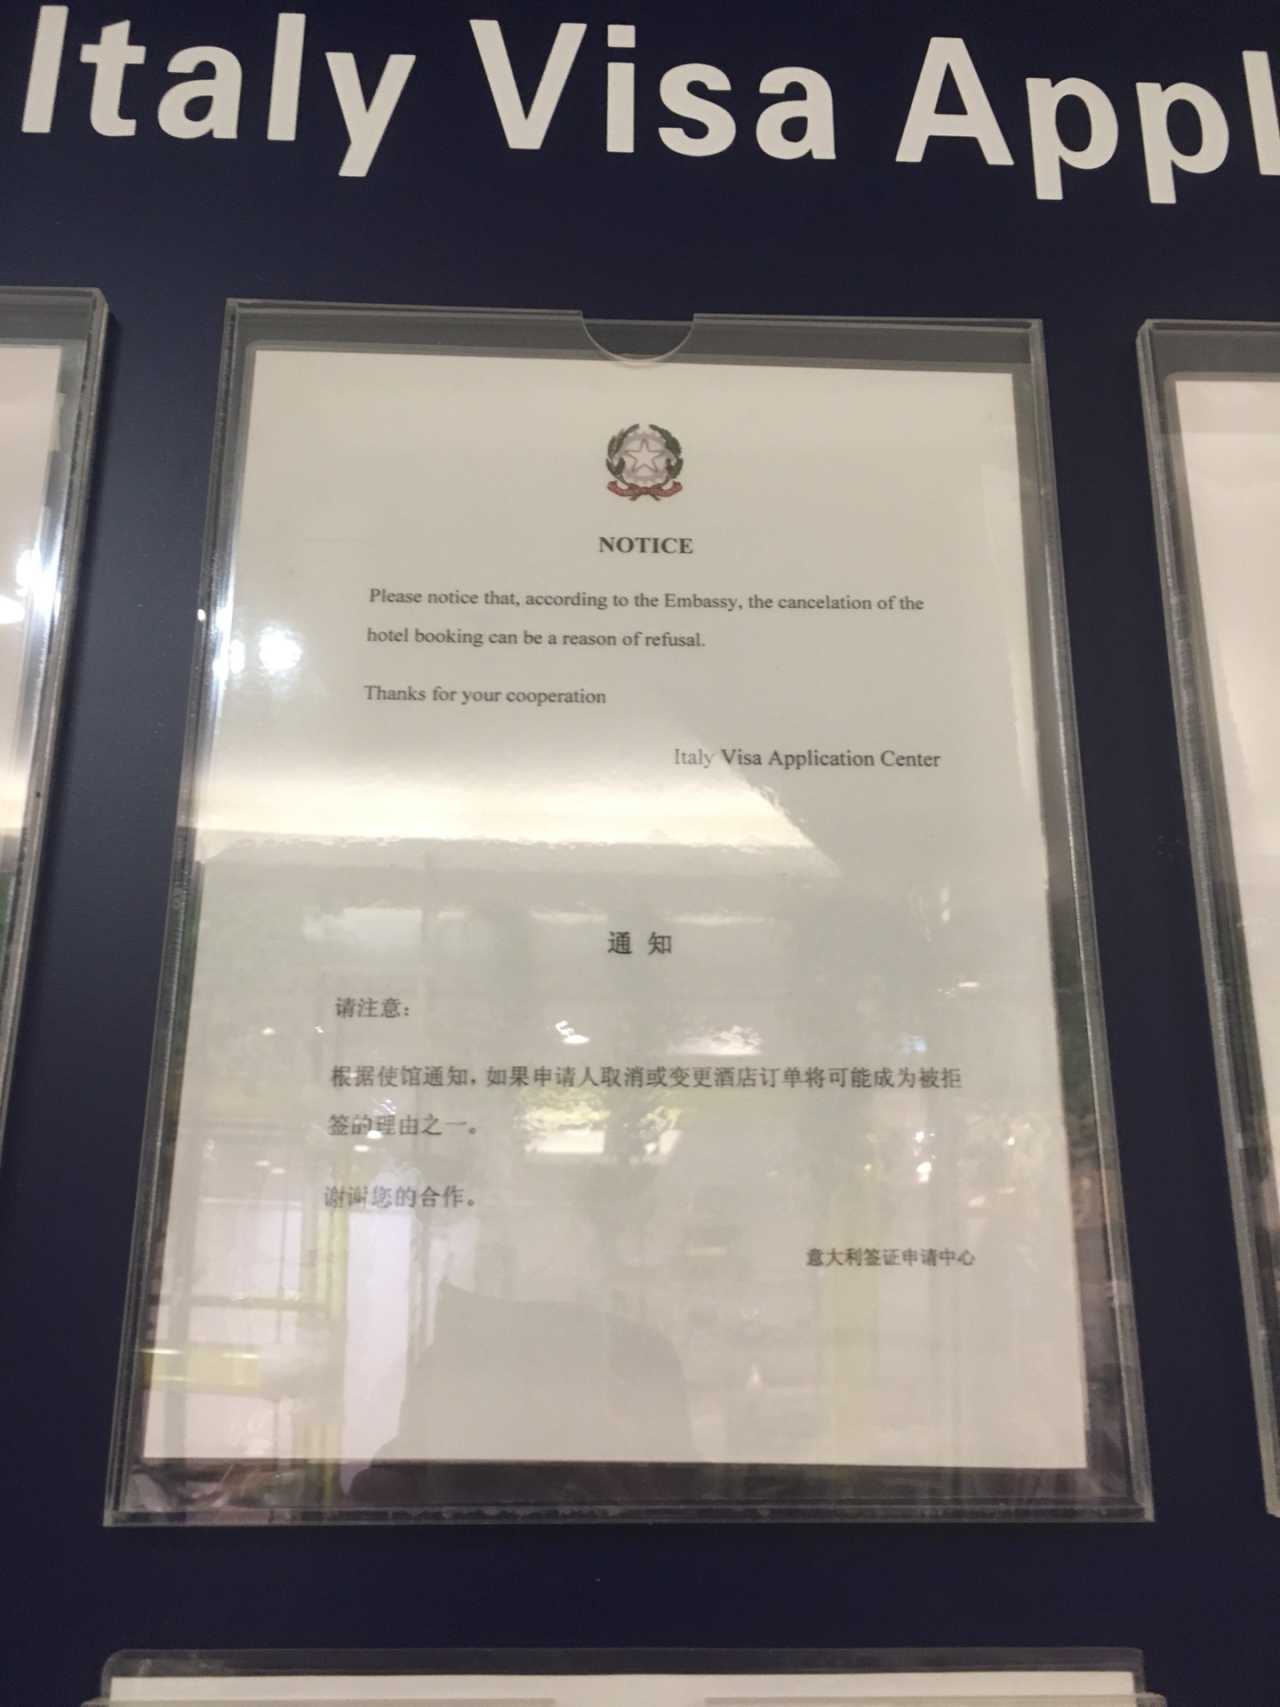 Italy Visa Appl
NOTICE
Please notice that, according to the Embassy, the cancelation of the
hotel booking can be a reason of refusal.
Thanks for your cooperation
Italy Visa Application Center
通 知
请注意：
根据使馆通知，如果申请人取消或变更酒店订单将可能成为被拒
签的理由之一。
谢谢您的合作。
意大利签证申请中心